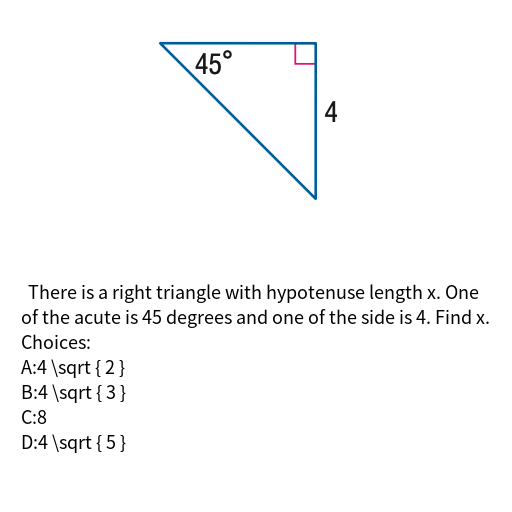 45°
4
There is a right triangle with hypotenuse length x. One
of the acute is 45 degrees and one of the side is 4. Find x.
Choices:
A:4 \sqrt { 2 }
B:4 \sqrt { 3 }
C:8
D:4 \sqrt { 5 }